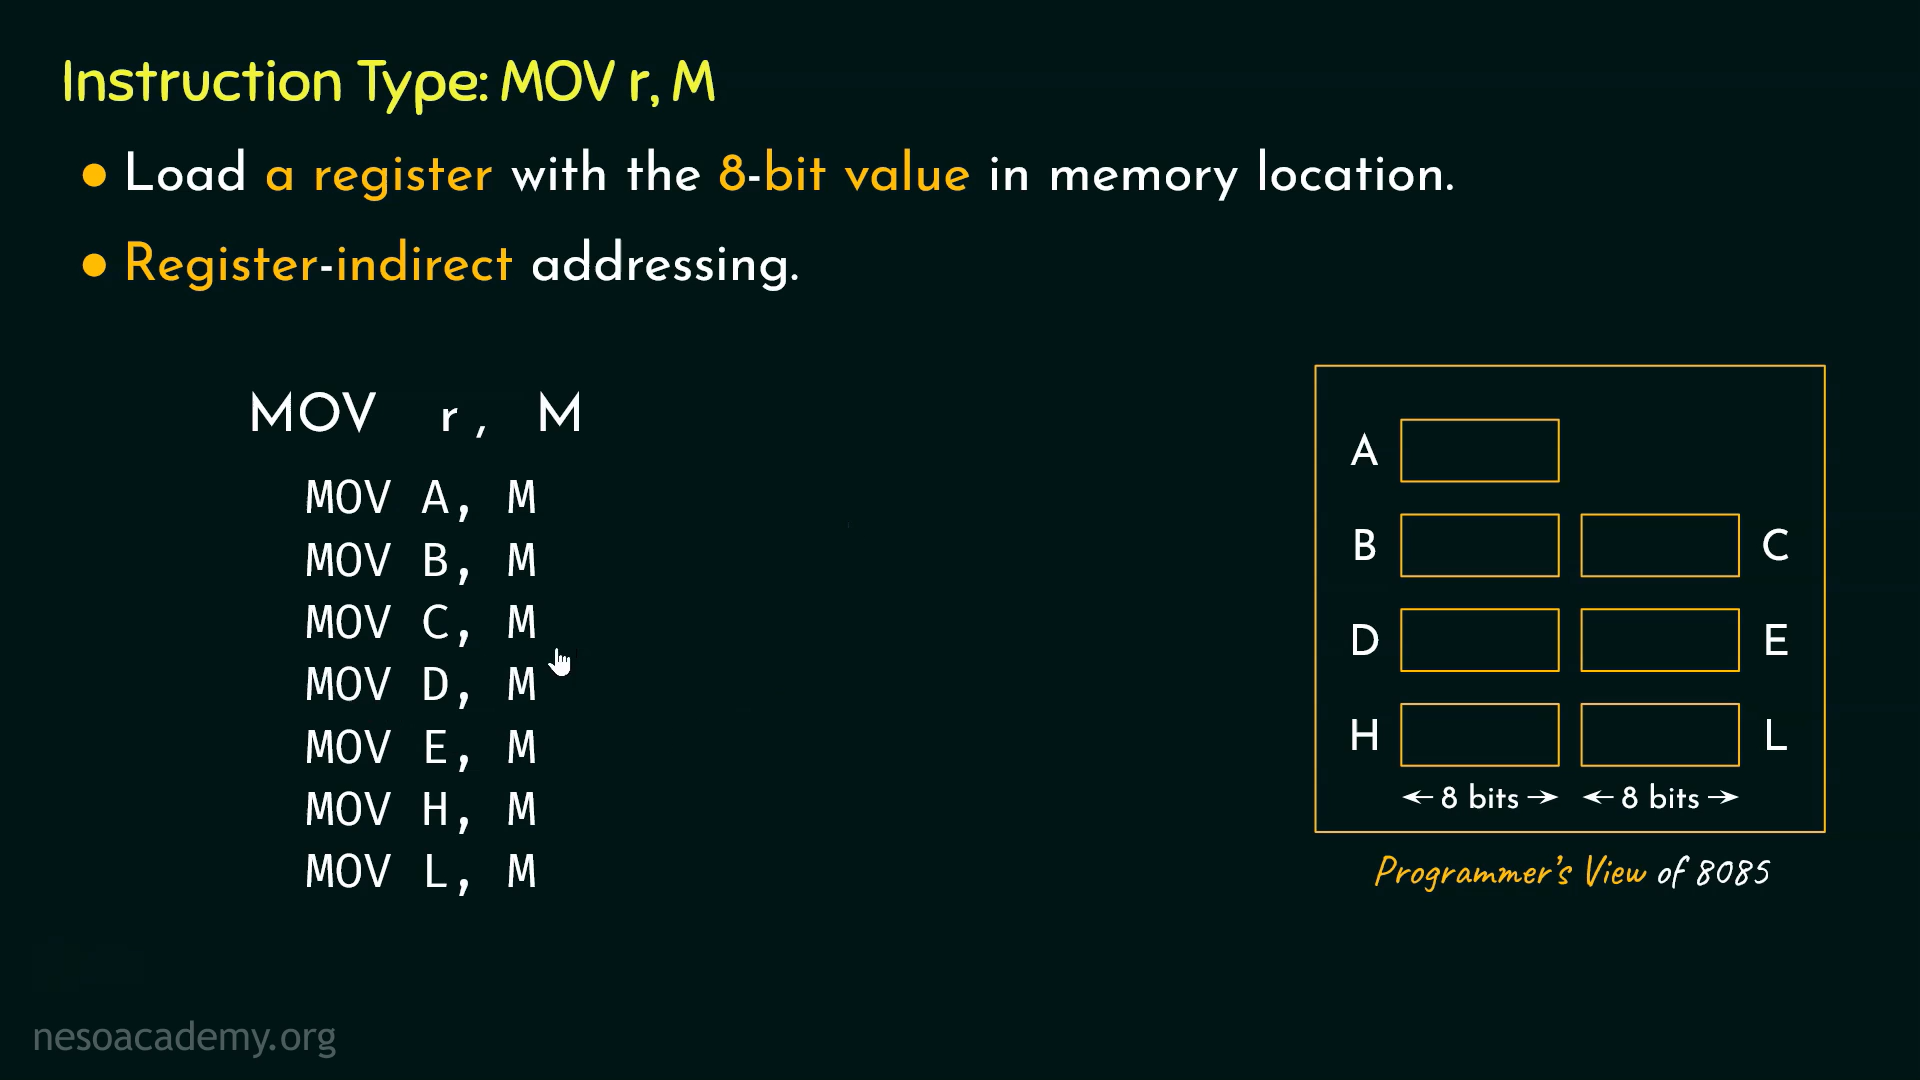 Instruction Type: MOV r, M
● Load a register with the 8-bit value in memory location.
● Register-indirect addressing.
MOV r, M
MOV A, M
MOV B, M
MOV C, M
MOV D, M
MOV E, M
MOV H, M
MOV L, M
A
B C
D E
H L
← 8 bits → ← 8 bits →
Programmer's View of 8085
nesoacademy.org